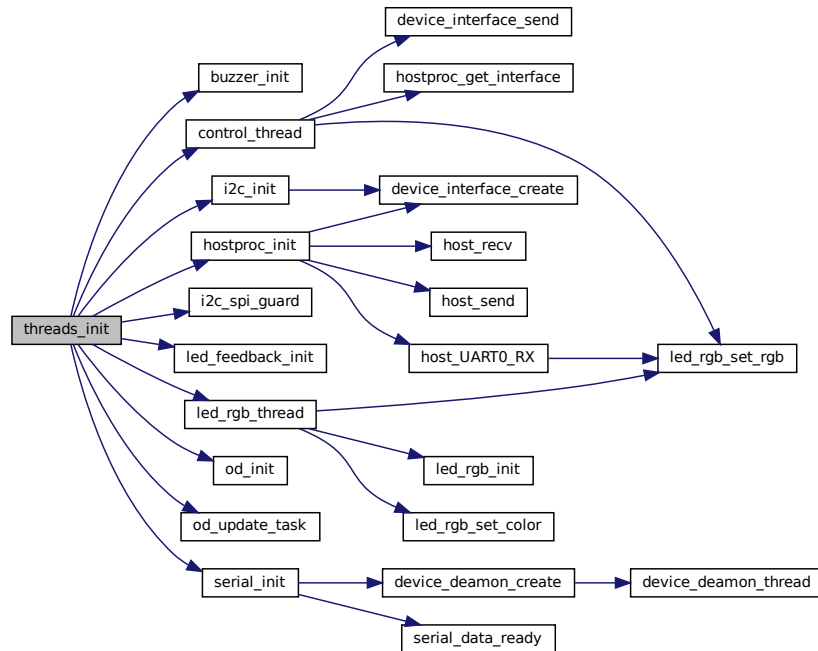 device_interface_send
buzzer_init
hostproc_get_interface
control_thread
i2c_init
device_interface_create
hostproc_init
host_recv
i2c_spi_guard
host_send
threads_init
led_feedback_init
host_UART0_RX
led_rgb_set_rgb
led_rgb_thread
od_init
led_rgb_init
od_update_task
led_rgb_set_color
serial_init
device_deamon_create
device_deamon_thread
serial_data_ready